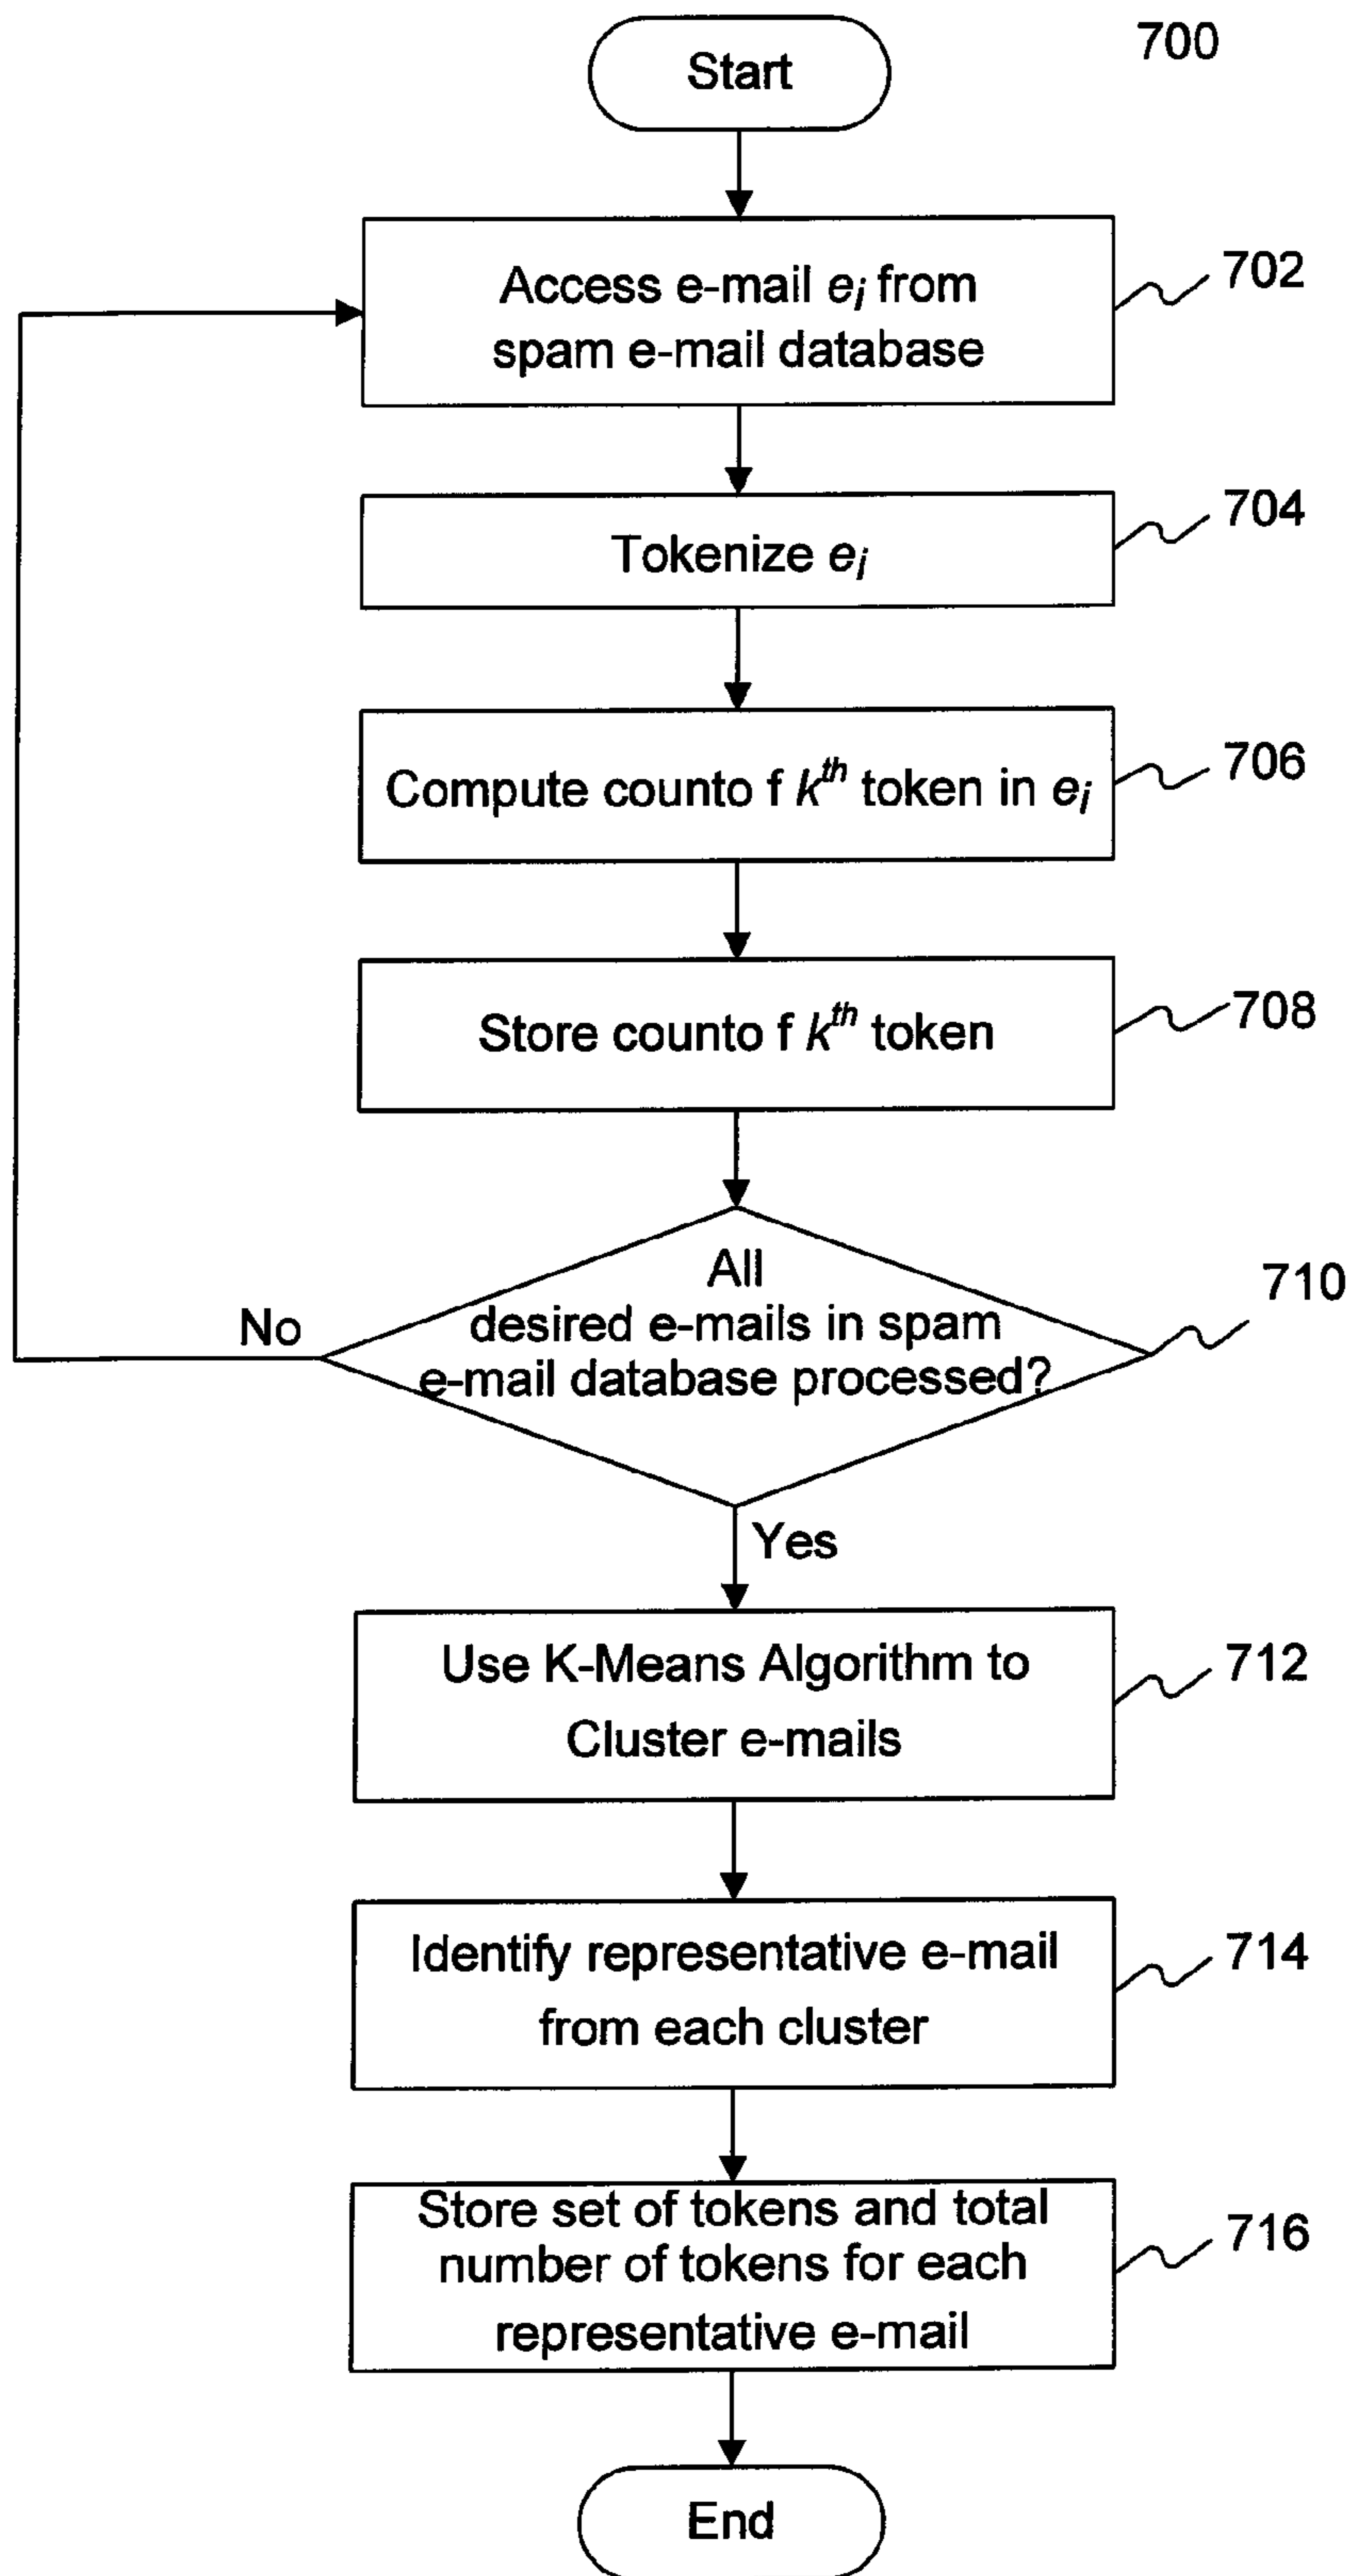 700
Start
Access e-mail ei from
spam e-mail database
702
Tokenize ei
704
Compute counto f kth token in ei
706
Store counto f kth token
708
All
desired e-mails in spam
e-mail database processed?
710
No
Yes
Use K-Means Algorithm to
Cluster e-mails
712
Identify representative e-mail
from each cluster
714
Store set of tokens and total
number of tokens for each
representative e-mail
716
End